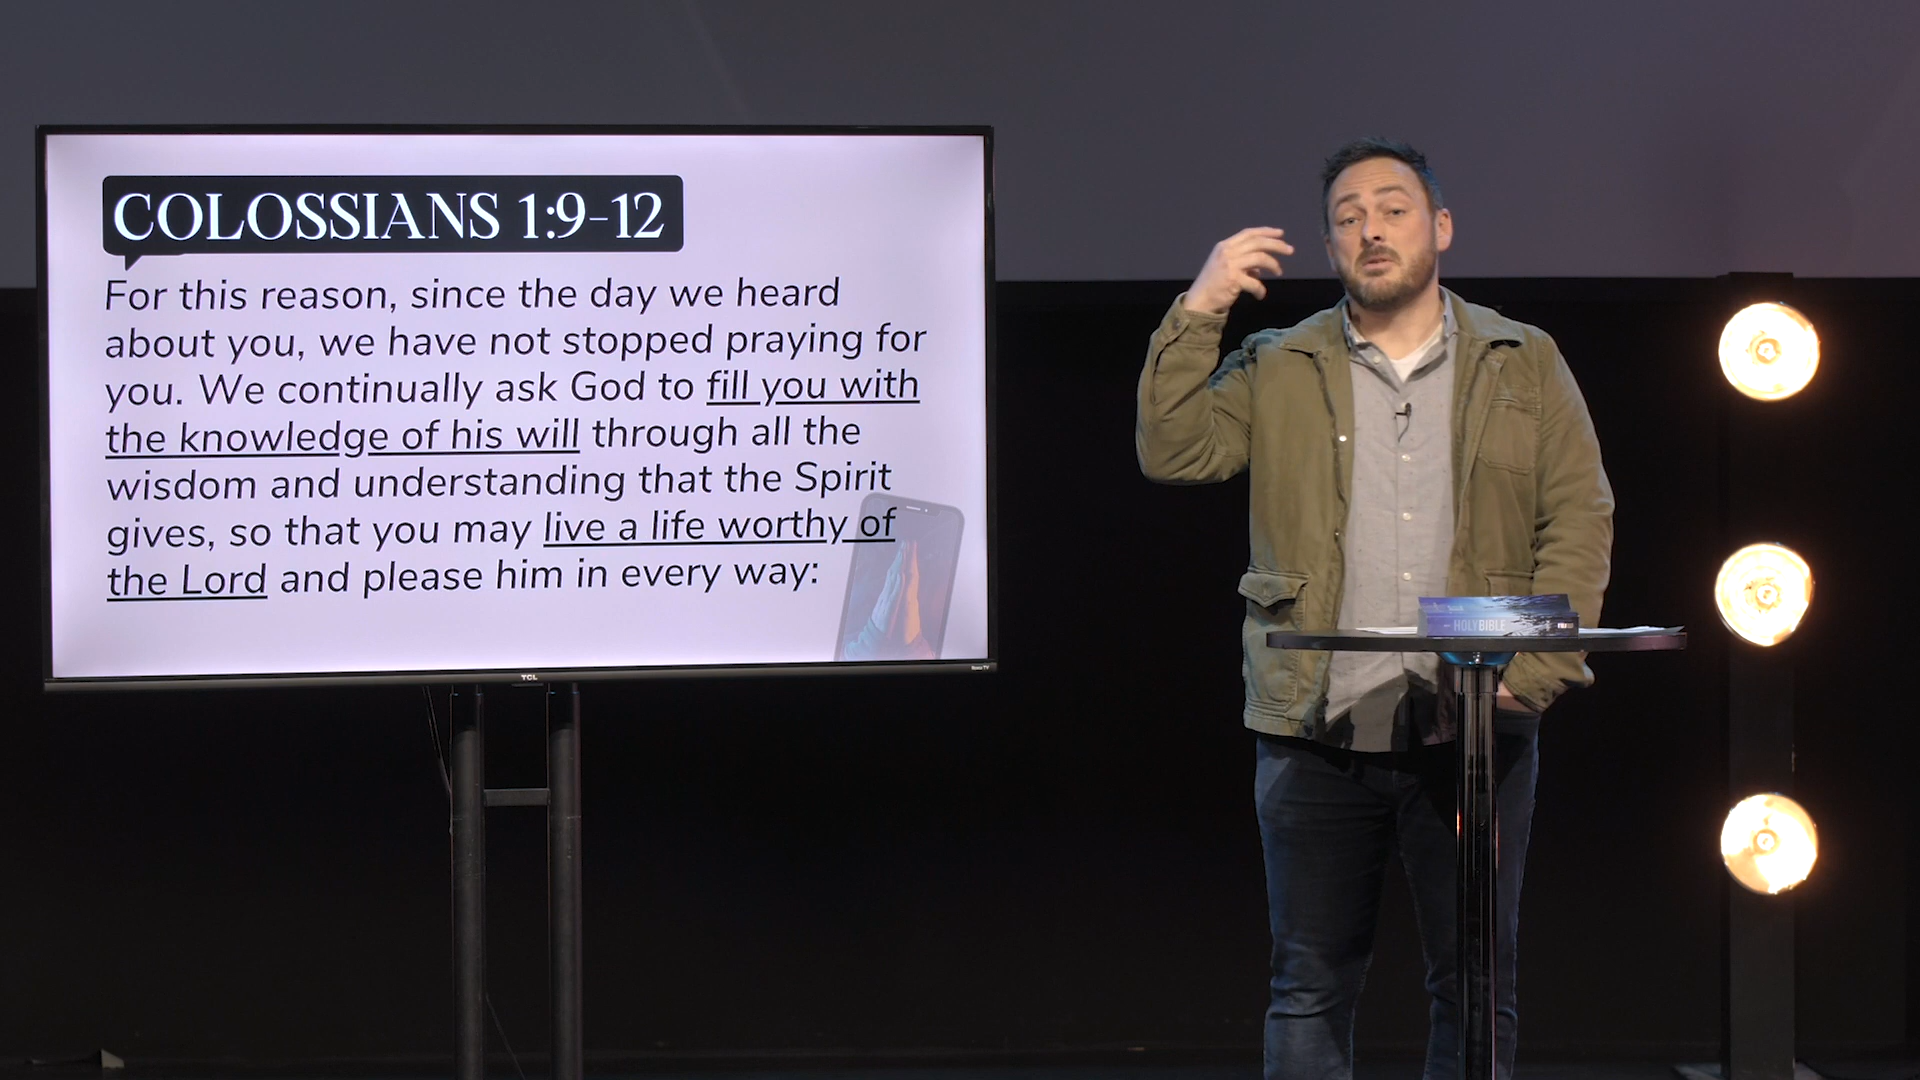 COLOSSIANS 1:9-12
For this reason, since the day we heard
about you, we have not stopped praying for
you. We continually ask God to fill you with
the knowledge of his will through all the
wisdom and understanding that the Spirit
gives, so that you may live a life worthy of
the Lord and please him in every way:
TCL
Roku TV
HOLY BIBLE